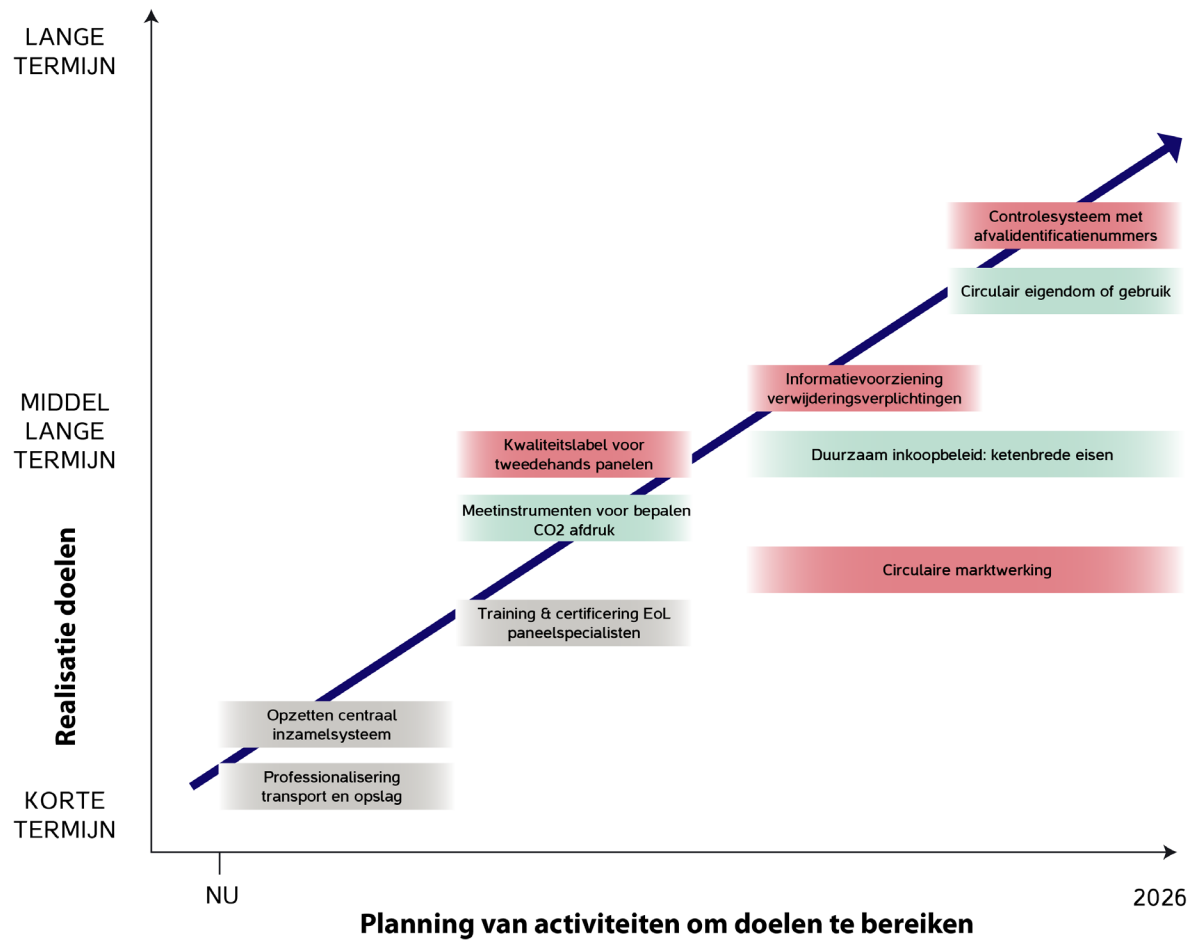 LANGE
TERMIJN
Controlesysteem met
afvalidentificatienummers
Circulair eigendom of gebruik
Informatievoorziening
verwijderingsverplichtingen
MIDDEL
LANGE
TERMIJN
Kwaliteitslabel voor
tweedehands panelen
Duurzaam inkoopbeleid: ketenbrede eisen
Meetinstrumenten voor bepalen
CO2 afdruk
Circulaire marktwerking
Realisatie doelen
Training & certificering EoL
paneelspecialisten
Opzetten centraal
inzamelsysteem
Professionalisering
transport en opslag
KORTE
TERMIJN
NU
2026
Planning van activiteiten om doelen te bereiken